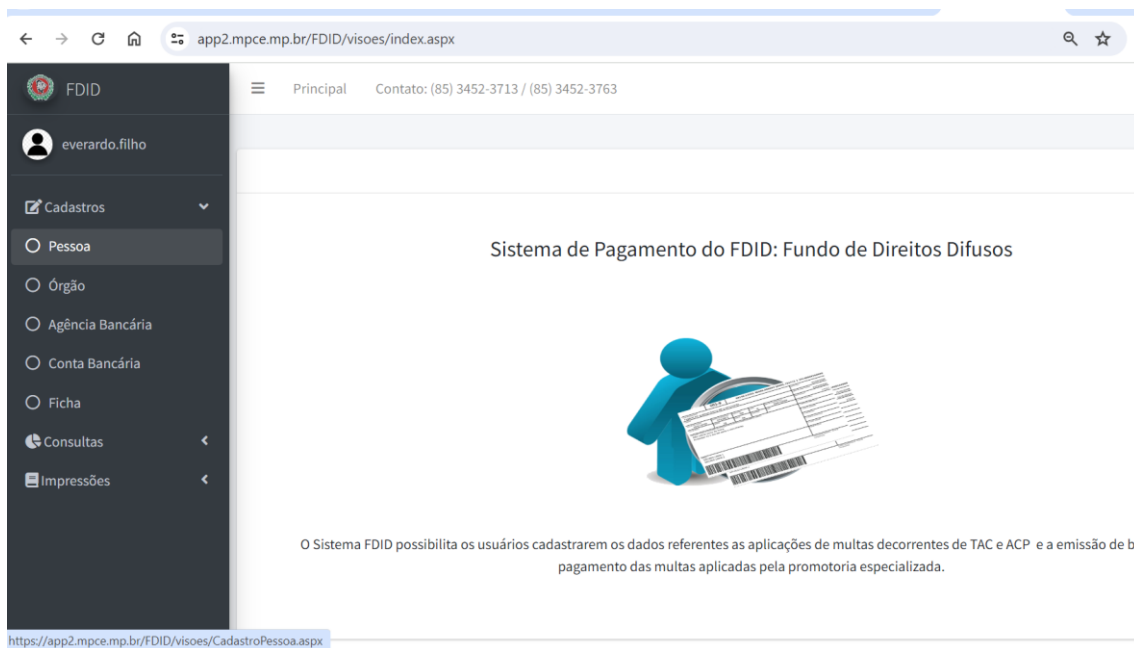 app2.mpce.mp.br/FDID/visoes/index.aspx
FDID
Principal Contato: (85) 3452-3713 / (85) 3452-3763
everardo.filho
Cadastros
Pessoa
Órgão
Agência Bancária
Conta Bancária
Ficha
Consultas
Impressões
Sistema de Pagamento do FDID: Fundo de Direitos Difusos
O Sistema FDID possibilita os usuários cadastrarem os dados referentes as aplicações de multas decorrentes de TAC e ACP e a emissão de b
pagamento das multas aplicadas pela promotoria especializada.
https://app2.mpce.mp.br/FDID/visoes/CadastroPessoa.aspx